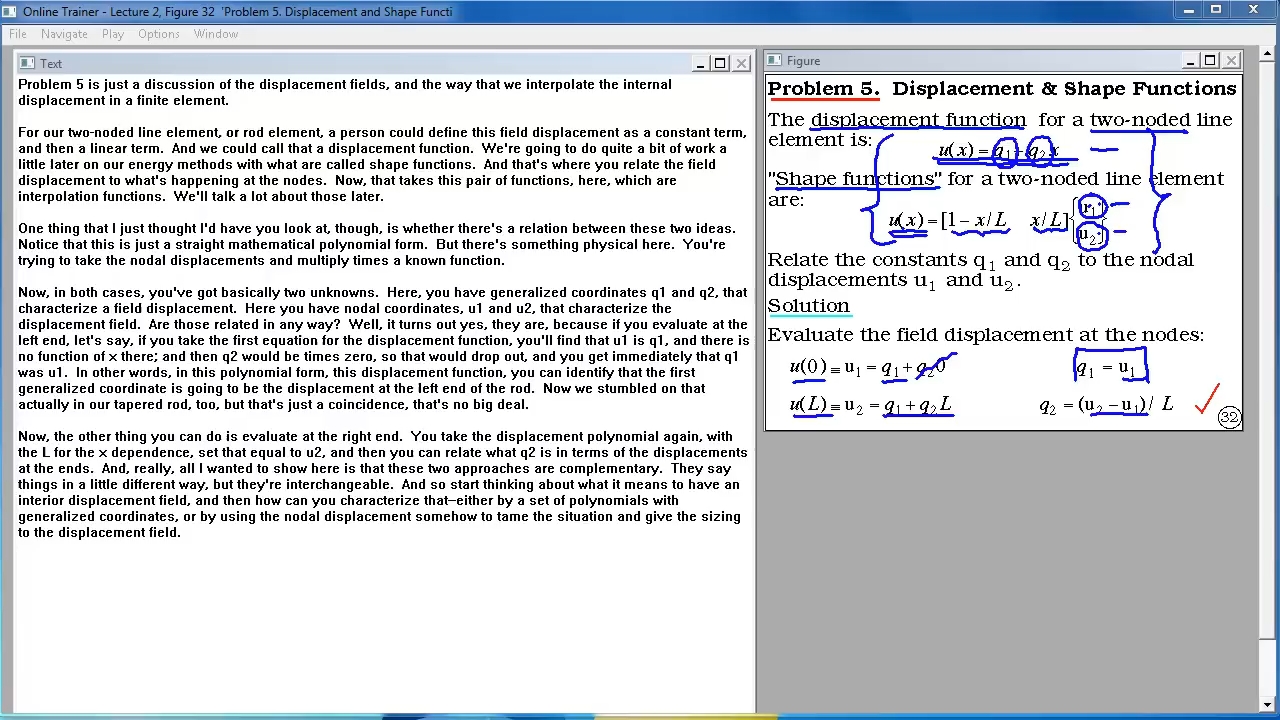 Online Trainer - Lecture 2, Figure 32 'Problem 5. Displacement and Shape Functi
File Navigate Play Options Window
Text
Problem 5 is just a discussion of the displacement fields, and the way that we interpolate the internal
displacement in a finite element.
For our two-noded line element, or rod element, a person could define this field displacement as a constant term,
and then a linear term. And we could call that a displacement function. We're going to do quite a bit of work a
little later on our energy methods with what are called shape functions. And that's where you relate the field
displacement to what's happening at the nodes. Now, that takes this pair of functions, here, which are
interpolation functions. We'll talk a lot about those later.
One thing that I just thought I'd have you look at, though, is whether there's a relation between these two ideas.
Notice that this is just a straight mathematical polynomial form. But there's something physical here. You're
trying to take the nodal displacements and multiply times a known function.
Now, in both cases, you've got basically two unknowns. Here, you have generalized coordinates q1 and q2, that
characterize a field displacement. Here you have nodal coordinates, u1 and u2, that characterize the
displacement field. Are those related in any way? Well, it turns out yes, they are, because if you evaluate at the
left end, let's say, if you take the first equation for the displacement function, you'll find that u1 is q1, and there is
no function of x there; and then q2 would be times zero, so that would drop out, and you get immediately that q1
was u1. In other words, in this polynomial form, this displacement function, you can identify that the first
generalized coordinate is going to be the displacement at the left end of the rod. Now we stumbled on that
actually in our tapered rod, too, but that's just a coincidence, that's no big deal.
Now, the other thing you can do is evaluate at the right end. You take the displacement polynomial again, with
the L for the x dependence, set that equal to u2, and then you can relate what q2 is in terms of the displacements
at the ends. And, really, all I wanted to show here is that these two approaches are complementary. They say
things in a little different way, but they're interchangeable. And so start thinking about what it means to have an
interior displacement field, and then how can you characterize that–either by a set of polynomials with
generalized coordinates, or by using the nodal displacement somehow to tame the situation and give the sizing
to the displacement field.
Figure
Problem 5. Displacement & Shape Functions
The displacement function for a two-noded line
element is: u(x) = q₁ + q₂x
"Shape functions" for a two-noded line element
are:
u(x) = [1 − x/L x/L]
u₂
Relate the constants q₁ and q₂ to the nodal
displacements u₁ and u₂.
Solution
Evaluate the field displacement at the nodes:
u(0) ≡ u₁ = q₁ + q₂0 q₁ = u₁
u(L) ≡ u₂ = q₁ + q₂L q₂ = (u₂ − u₁) / L
32